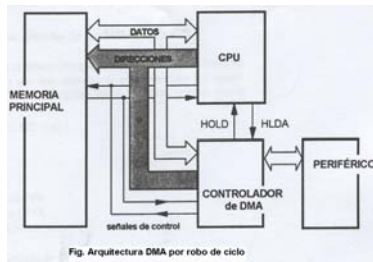 DATOS
CPU
DIRECCIONES
MEMORIA
PRINCIPAL
HOLD
HLDA
PERIFÉRICO
CONTROLADOR
de DMA
señales de control
Fig. Arquitectura DMA por robo de ciclo